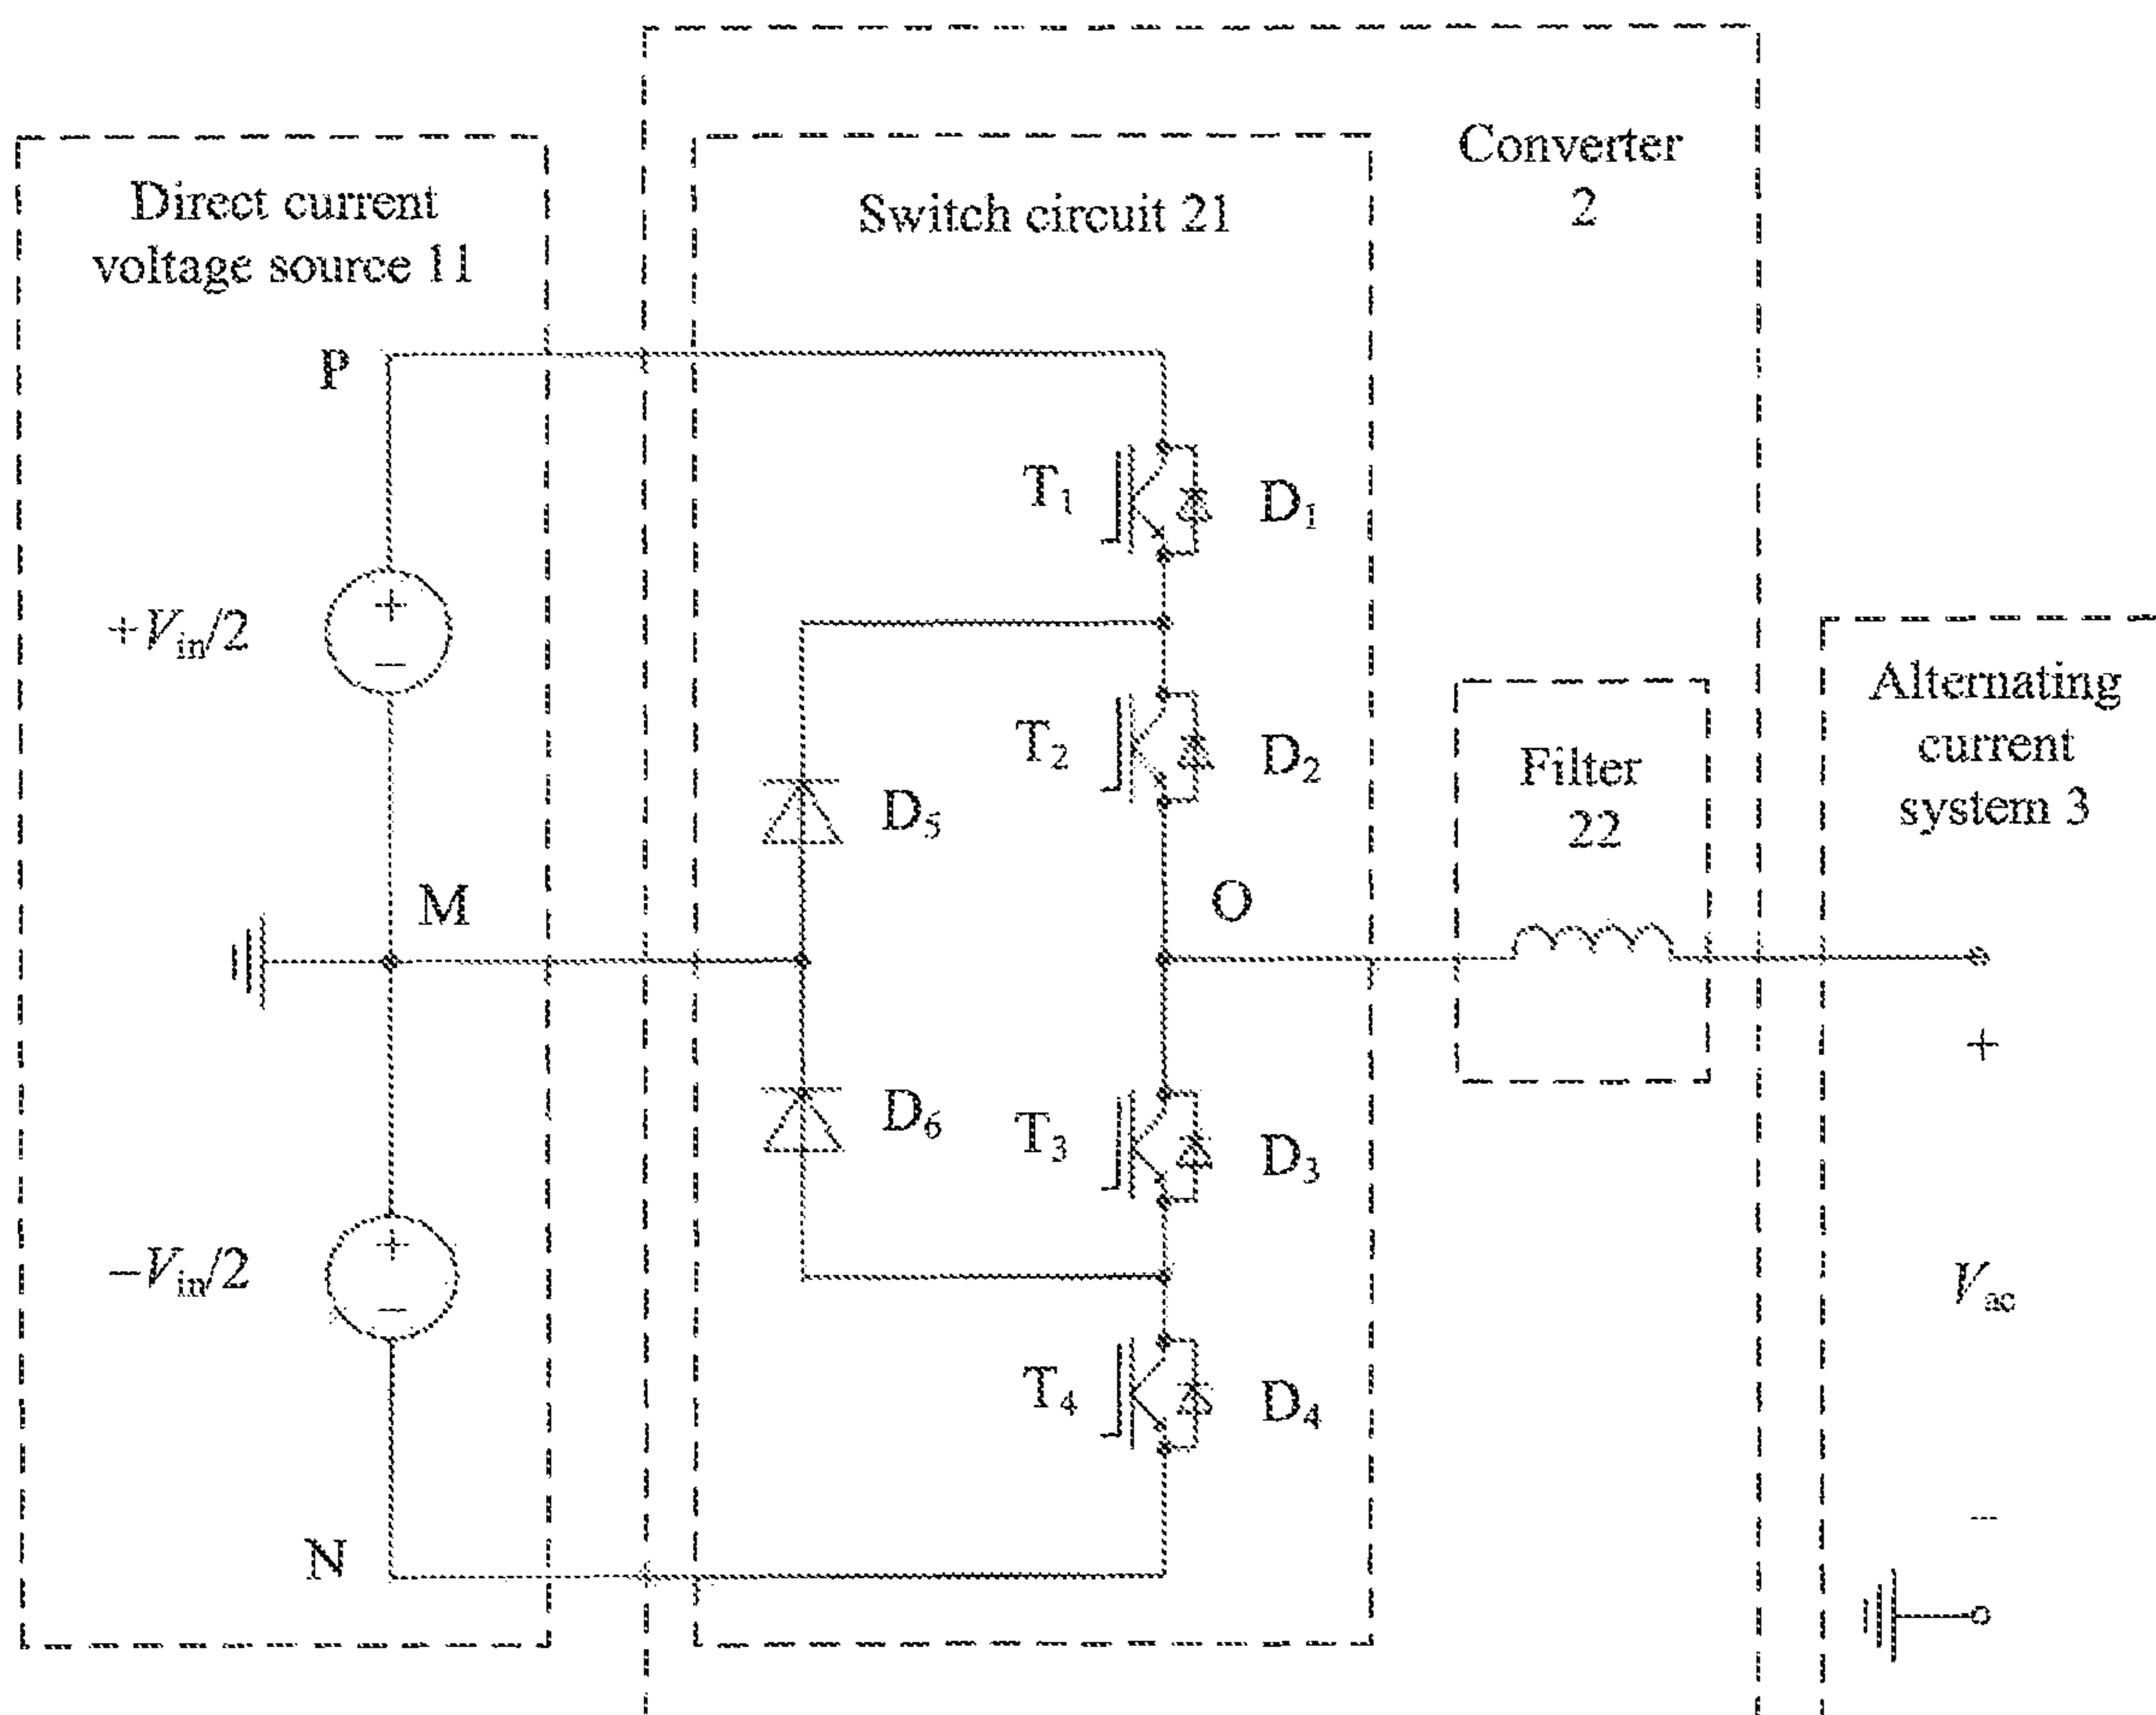 Converter
2
Direct current
voltage source 11
Switch circuit 21
P
T1
D1
+Vin/2
T2
D2
D5
Filter
22
Alternating
current
system 3
M
O
+
D6
T3
D3
−Vin/2
Vac
T4
D4
−
N